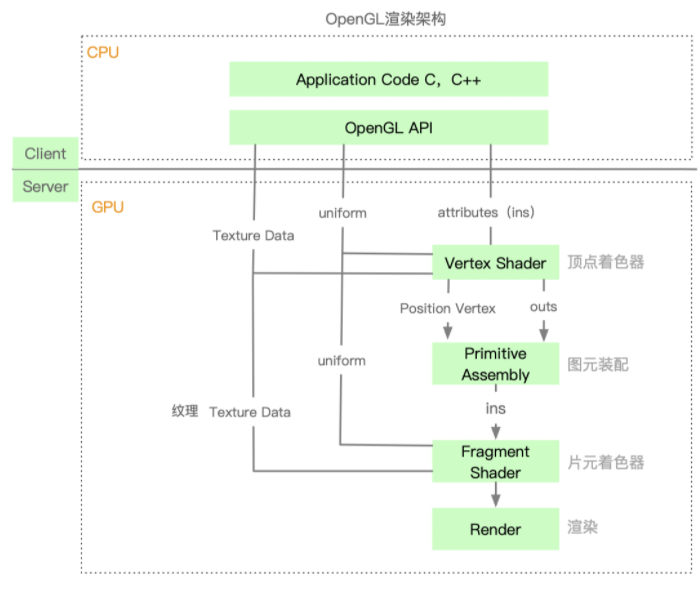 OpenGL渲染架构
CPU
Application Code C，C++
OpenGL API
Client
Server
GPU
uniform
attributes（ins）
Texture Data
Vertex Shader
顶点着色器
Position Vertex
outs
Primitive
Assembly
图元装配
uniform
ins
纹理
Texture Data
Fragment
Shader
片元着色器
Render
渲染